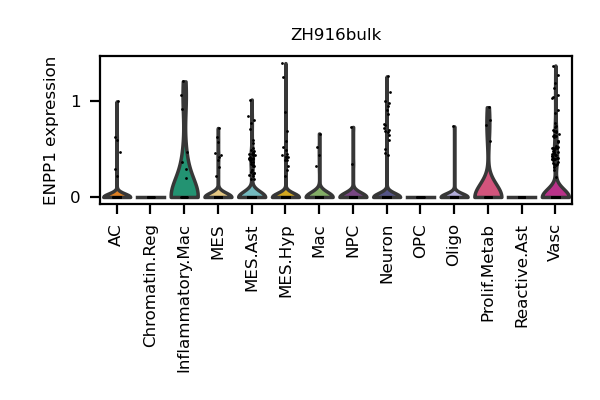 ZH916bulk
ENPP1 expression
1
0
AC
Chromatin.Reg
Inflammatory.Mac
MES
MES.Ast
MES.Hyp
Mac
NPC
Neuron
OPC
Oligo
Prolif.Metab
Reactive.Ast
Vasc